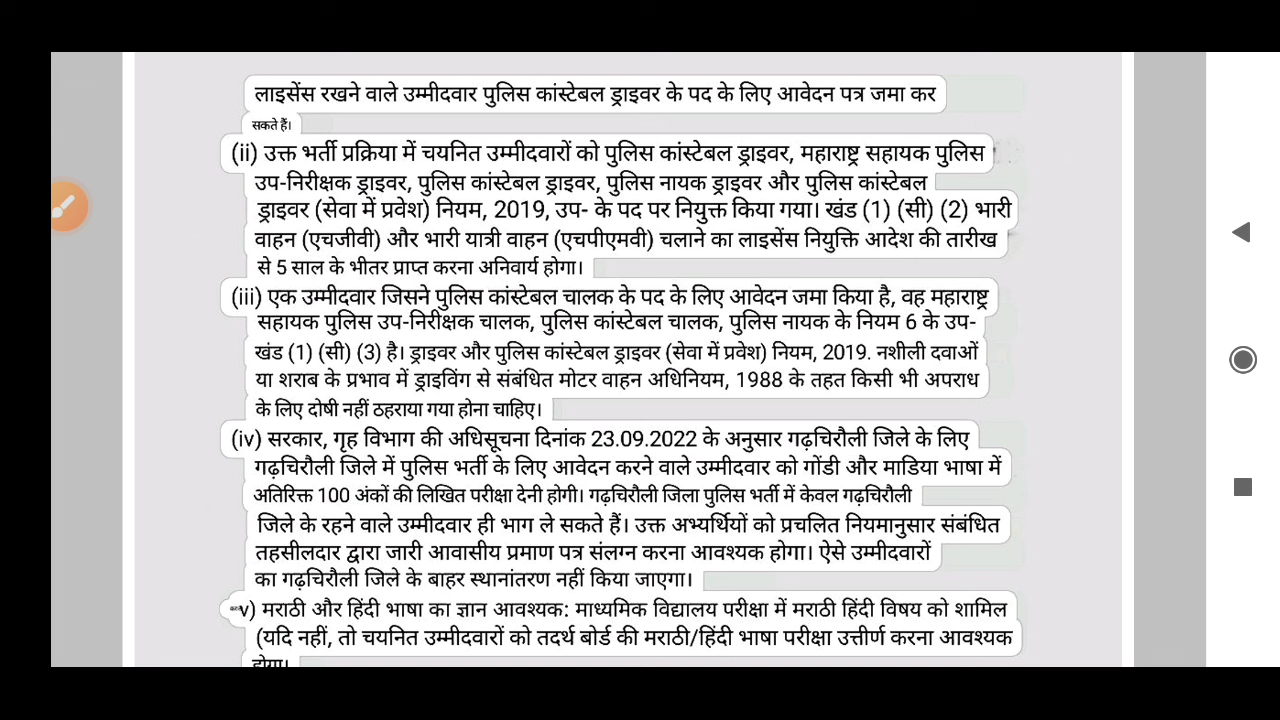 लाइसेंस रखने वाले उम्मीदवार पुलिस कांस्टेबल ड्राइवर के पद के लिए आवेदन पत्र जमा कर
सकते हैं।
(ii) उक्त भर्ती प्रक्रिया में चयनित उम्मीदवारों को पुलिस कांस्टेबल ड्राइवर, महाराष्ट्र सहायक पुलिस
उप-निरीक्षक ड्राइवर, पुलिस कांस्टेबल ड्राइवर, पुलिस नायक ड्राइवर और पुलिस कांस्टेबल
ड्राइवर (सेवा में प्रवेश) नियम, 2019, उप- के पद पर नियुक्त किया गया। खंड (1) (सी) (2) भारी
वाहन (एचजीवी) और भारी यात्री वाहन (एचपीएमवी) चलाने का लाइसेंस नियुक्ति आदेश की तारीख
से 5 साल के भीतर प्राप्त करना अनिवार्य होगा।
(iii) एक उम्मीदवार जिसने पुलिस कांस्टेबल चालक के पद के लिए आवेदन जमा किया है, वह महाराष्ट्र
सहायक पुलिस उप-निरीक्षक चालक, पुलिस कांस्टेबल चालक, पुलिस नायक के नियम 6 के उप-
खंड (1) (सी) (3) है। ड्राइवर और पुलिस कांस्टेबल ड्राइवर (सेवा में प्रवेश) नियम, 2019. नशीली दवाओं
या शराब के प्रभाव में ड्राइविंग से संबंधित मोटर वाहन अधिनियम, 1988 के तहत किसी भी अपराध
के लिए दोषी नहीं ठहराया गया होना चाहिए।
(iv) सरकार, गृह विभाग की अधिसूचना दिनांक 23.09.2022 के अनुसार गढ़चिरौली जिले के लिए
गढ़चिरौली जिले में पुलिस भर्ती के लिए आवेदन करने वाले उम्मीदवार को गोंडी और माडिया भाषा में
अतिरिक्त 100 अंकों की लिखित परीक्षा देनी होगी। गढ़चिरौली जिला पुलिस भर्ती में केवल गढ़चिरौली
जिले के रहने वाले उम्मीदवार ही भाग ले सकते हैं। उक्त अभ्यर्थियों को प्रचलित नियमानुसार संबंधित
तहसीलदार द्वारा जारी आवासीय प्रमाण पत्र संलग्न करना आवश्यक होगा। ऐसे उम्मीदवारों
का गढ़चिरौली जिले के बाहर स्थानांतरण नहीं किया जाएगा।
v) मराठी और हिंदी भाषा का ज्ञान आवश्यक: माध्यमिक विद्यालय परीक्षा में मराठी हिंदी विषय को शामिल
(यदि नहीं, तो चयनित उम्मीदवारों को तदर्थ बोर्ड की मराठी/हिंदी भाषा परीक्षा उत्तीर्ण करना आवश्यक
होगा।